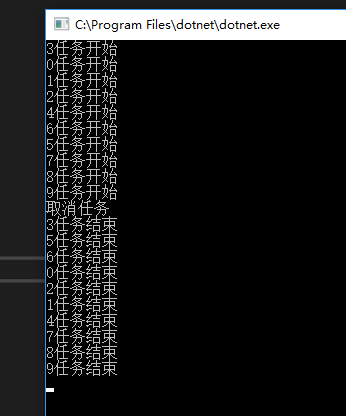 C:\Program Files\dotnet\dotnet.exe
3任务开始
0任务开始
1任务开始
2任务开始
4任务开始
6任务开始
5任务开始
7任务开始
8任务开始
9任务开始
取消任务
3任务结束
5任务结束
6任务结束
0任务结束
2任务结束
1任务结束
4任务结束
7任务结束
8任务结束
9任务结束